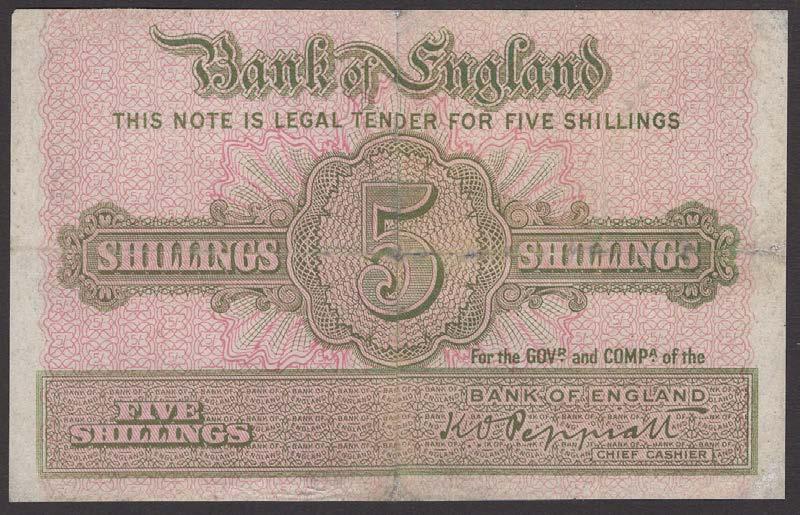 Bank of England
THIS NOTE IS LEGAL TENDER FOR FIVE SHILLINGS
SHILLINGS 5 SHILLINGS
For the GOVR. and COMPA. of the
BANK OF ENGLAND
FIVE
SHILLINGS
K O Peppiatt
CHIEF CASHIER